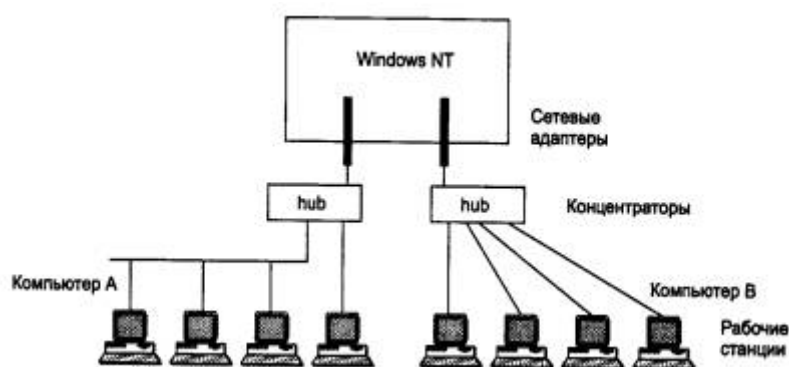 Windows NT
Сетевые
адаптеры
hub
hub
Концентраторы
Компьютер А
Компьютер В
Рабочие
станции